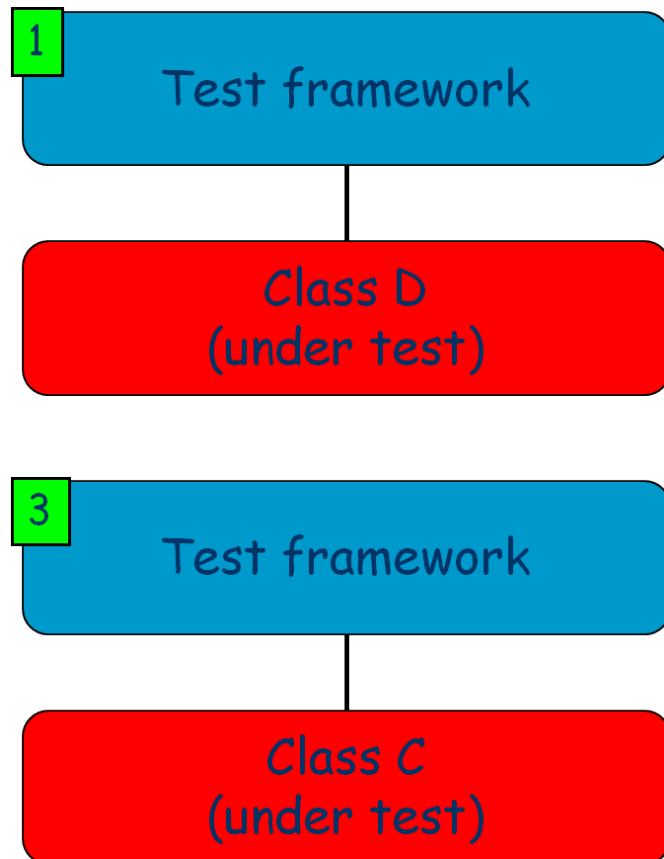 1
Test framework
Class D
(under test)
3
Test framework
Class C
(under test)